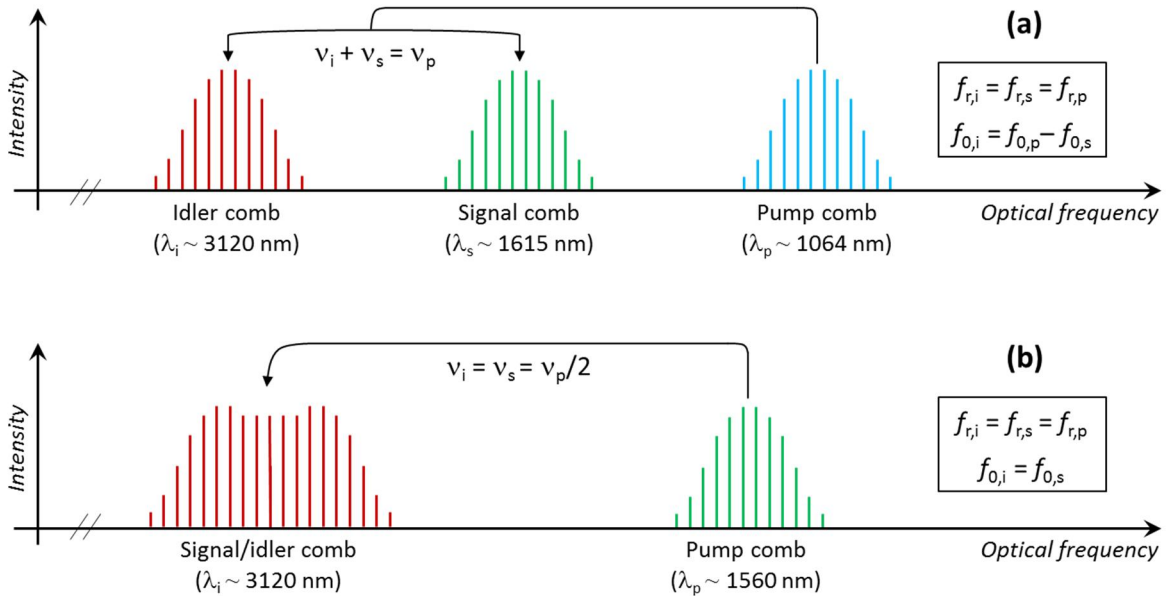 (a)
Intensity
νi + νs = νp
fr,i = fr,s = fr,p
f0,i = f0,p− f0,s
Idler comb
(λi ~ 3120 nm)
Signal comb
(λs ~ 1615 nm)
Pump comb
(λp ~ 1064 nm)
Optical frequency
(b)
Intensity
νi = νs = νp/2
fr,i = fr,s = fr,p
f0,i = f0,s
Signal/idler comb
(λi ~ 3120 nm)
Pump comb
(λp ~ 1560 nm)
Optical frequency